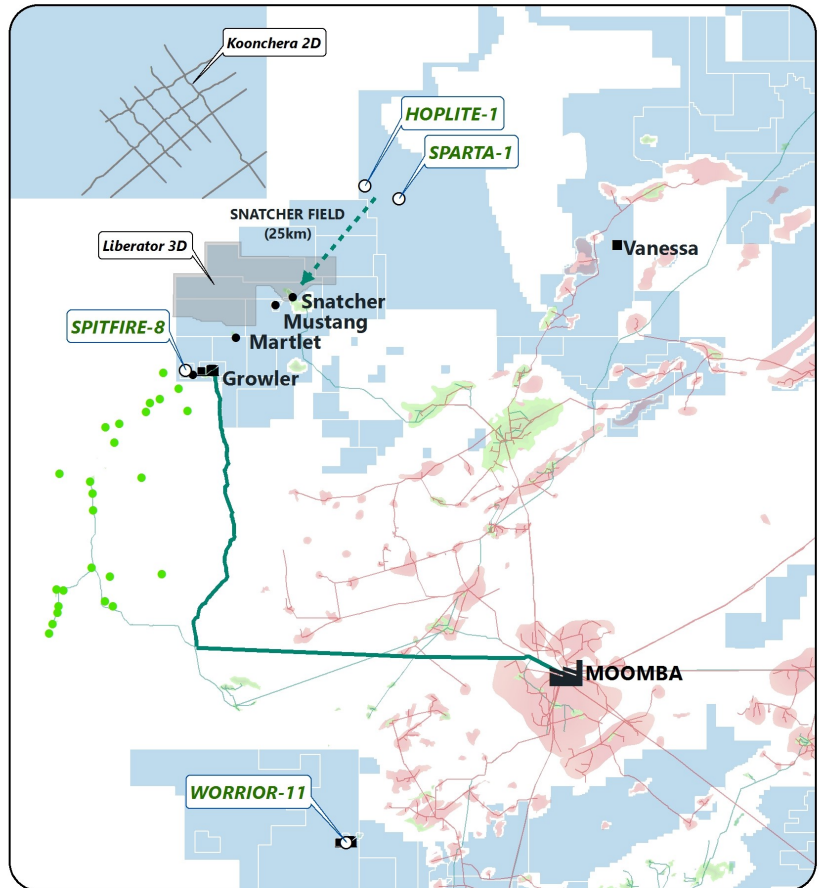 Koonchera 2D
HOPLITE-1
SPARTA-1
SNATCHER FIELD
(25km)
Liberator 3D
Vanessa
Snatcher
Mustang
SPITFIRE-8
Martlet
Growler
MOOMBA
WORRIOR-11